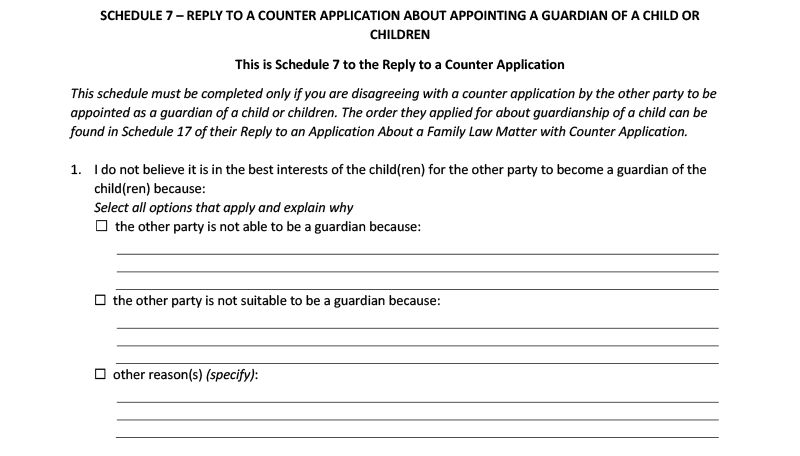 SCHEDULE 7 – REPLY TO A COUNTER APPLICATION ABOUT APPOINTING A GUARDIAN OF A CHILD OR
CHILDREN
This is Schedule 7 to the Reply to a Counter Application
This schedule must be completed only if you are disagreeing with a counter application by the other party to be
appointed as a guardian of a child or children. The order they applied for about guardianship of a child can be
found in Schedule 17 of their Reply to an Application About a Family Law Matter with Counter Application.
1. I do not believe it is in the best interests of the child(ren) for the other party to become a guardian of the
child(ren) because:
Select all options that apply and explain why
☐ the other party is not able to be a guardian because:
☐ the other party is not suitable to be a guardian because:
☐ other reason(s) (specify):